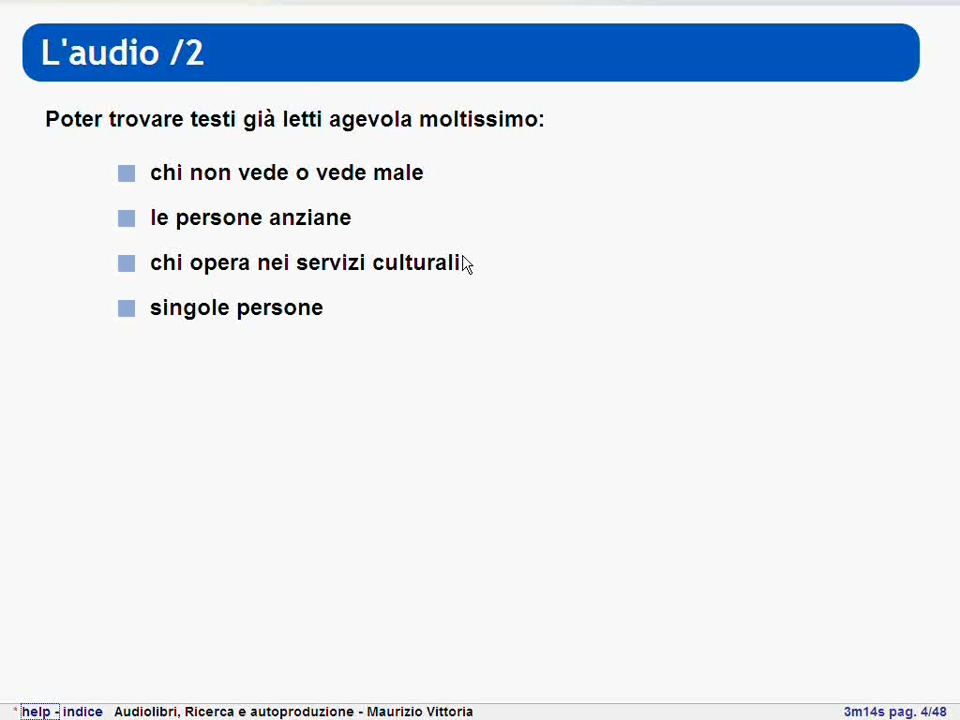 L'audio /2
Poter trovare testi già letti agevola moltissimo:
chi non vede o vede male
le persone anziane
chi opera nei servizi culturali
singole persone
* help - indice Audiolibri, Ricerca e autoproduzione - Maurizio Vittoria 3m14s pag. 4/48